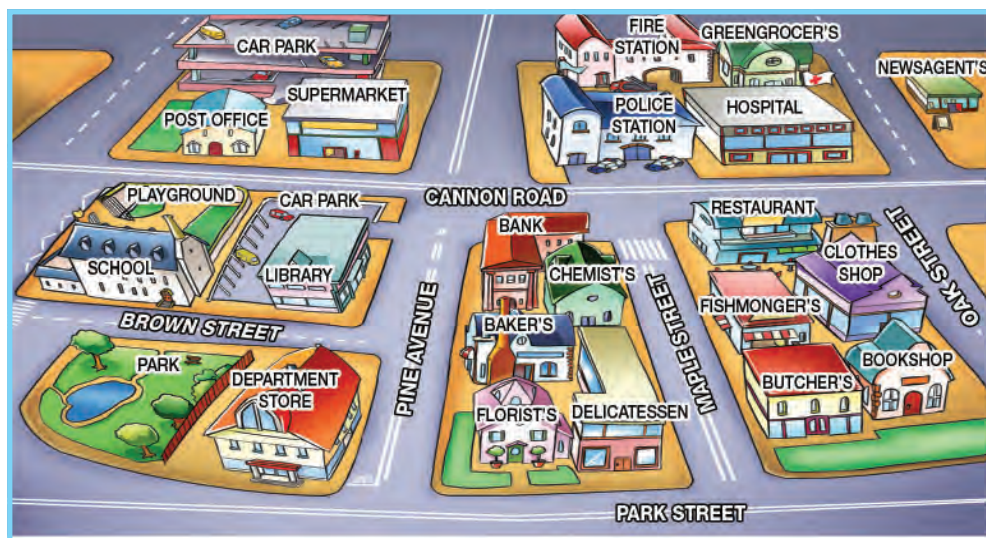 CAR PARK
FIRE
STATION
GREENGROCER'S
NEWSAGENT'S
SUPERMARKET
POST OFFICE
POLICE
STATION
HOSPITAL
CANNON ROAD
PLAYGROUND
CAR PARK
SCHOOL
LIBRARY
BANK
CHEMIST'S
RESTAURANT
CLOTHES
SHOP
OAK STREET
FISHMONGER'S
BROWN STREET
PINE AVENUE
MAPLE STREET
BAKER'S
PARK
DEPARTMENT
STORE
FLORIST'S
DELICATESSEN
BUTCHER'S
BOOKSHOP
PARK STREET